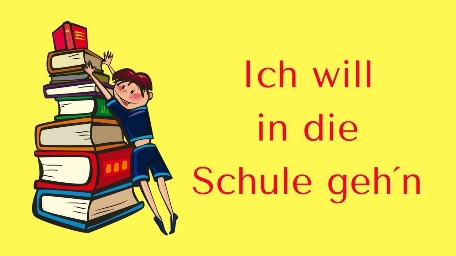 Ich will
in die
Schule geh´n